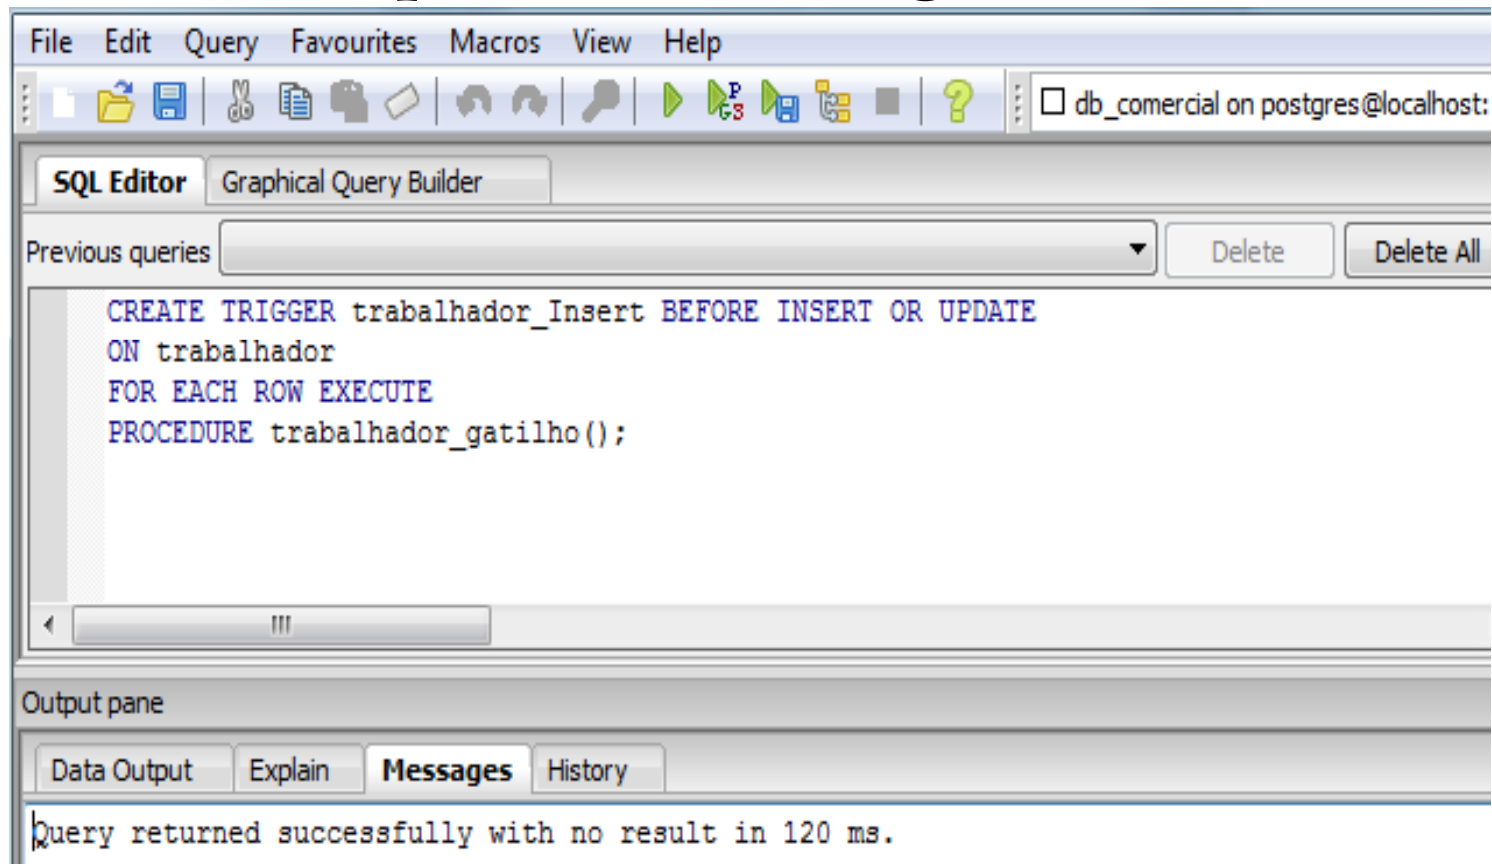 File Edit Query Favourites Macros View Help
db_comercial on postgres@localhost:
SQL Editor Graphical Query Builder
Previous queries Delete Delete All
CREATE TRIGGER trabalhador_Insert BEFORE INSERT OR UPDATE
ON trabalhador
FOR EACH ROW EXECUTE
PROCEDURE trabalhador_gatilho();
Output pane
Data Output Explain Messages History
Query returned successfully with no result in 120 ms.